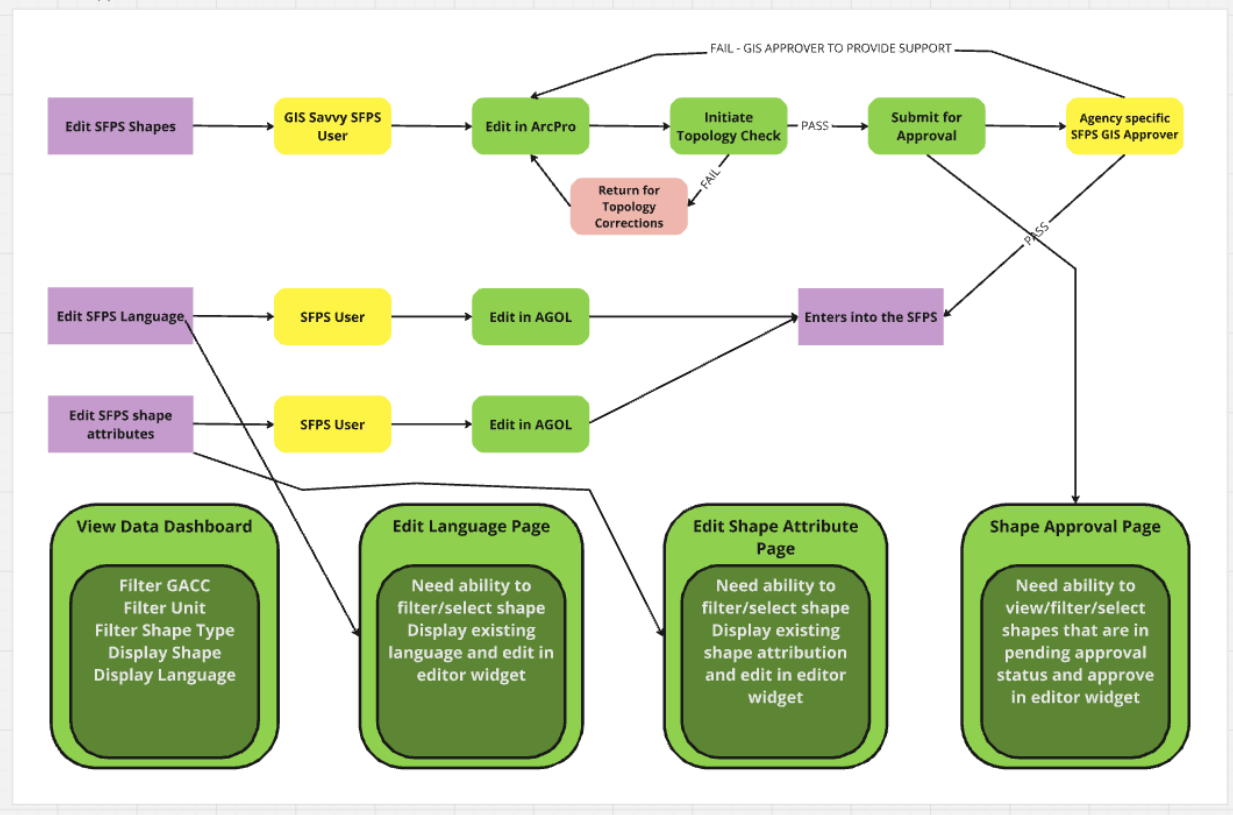 FAIL - GIS APPROVER TO PROVIDE SUPPORT
Edit SFPS Shapes
GIS Savvy SFPS
User
Edit in ArcPro
Initiate
Topology Check
PASS
Submit for
Approval
Agency specific
SFPS GIS Approver
FAIL
Return for
Topology
Corrections
PASS
Edit SFPS Language
SFPS User
Edit in AGOL
Enters into the SFPS
Edit SFPS shape
attributes
SFPS User
Edit in AGOL
View Data Dashboard
Filter GACC
Filter Unit
Filter Shape Type
Display Shape
Display Language
Edit Language Page
Need ability to
filter/select shape
Display existing
language and edit in
editor widget
Edit Shape Attribute
Page
Need ability to
filter/select shape
Display existing
shape attribution
and edit in editor
widget
Shape Approval Page
Need ability to
view/filter/select
shapes that are in
pending approval
status and approve
in editor widget